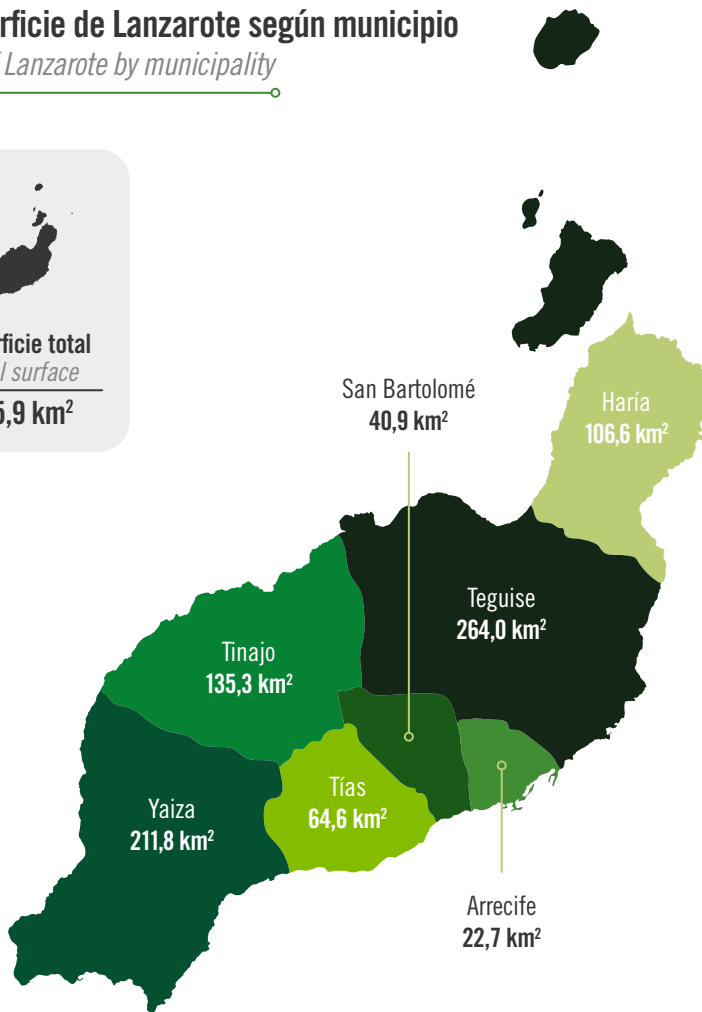 rficie de Lanzarote según municipio
Lanzarote by municipality
rficie total
l surface
5,9 km²
San Bartolomé
40,9 km²
Haría
106,6 km²
Teguise
264,0 km²
Tinajo
135,3 km²
Tías
64,6 km²
Yaiza
211,8 km²
Arrecife
22,7 km²